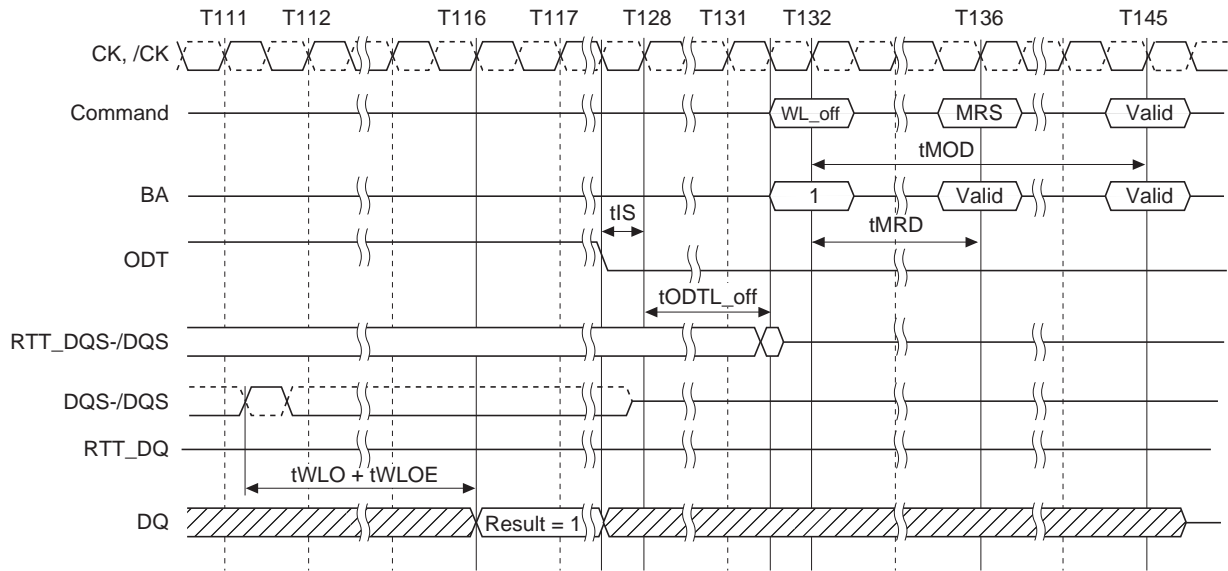 T111 T112 T116 T117 T128 T131 T132 T136 T145
CK, /CK
Command WL_off MRS Valid
tMOD
BA 1 Valid Valid
tIS
tMRD
ODT
tODTL_off
RTT_DQS-/DQS
DQS-/DQS
RTT_DQ
tWLO + tWLOE
DQ Result = 1